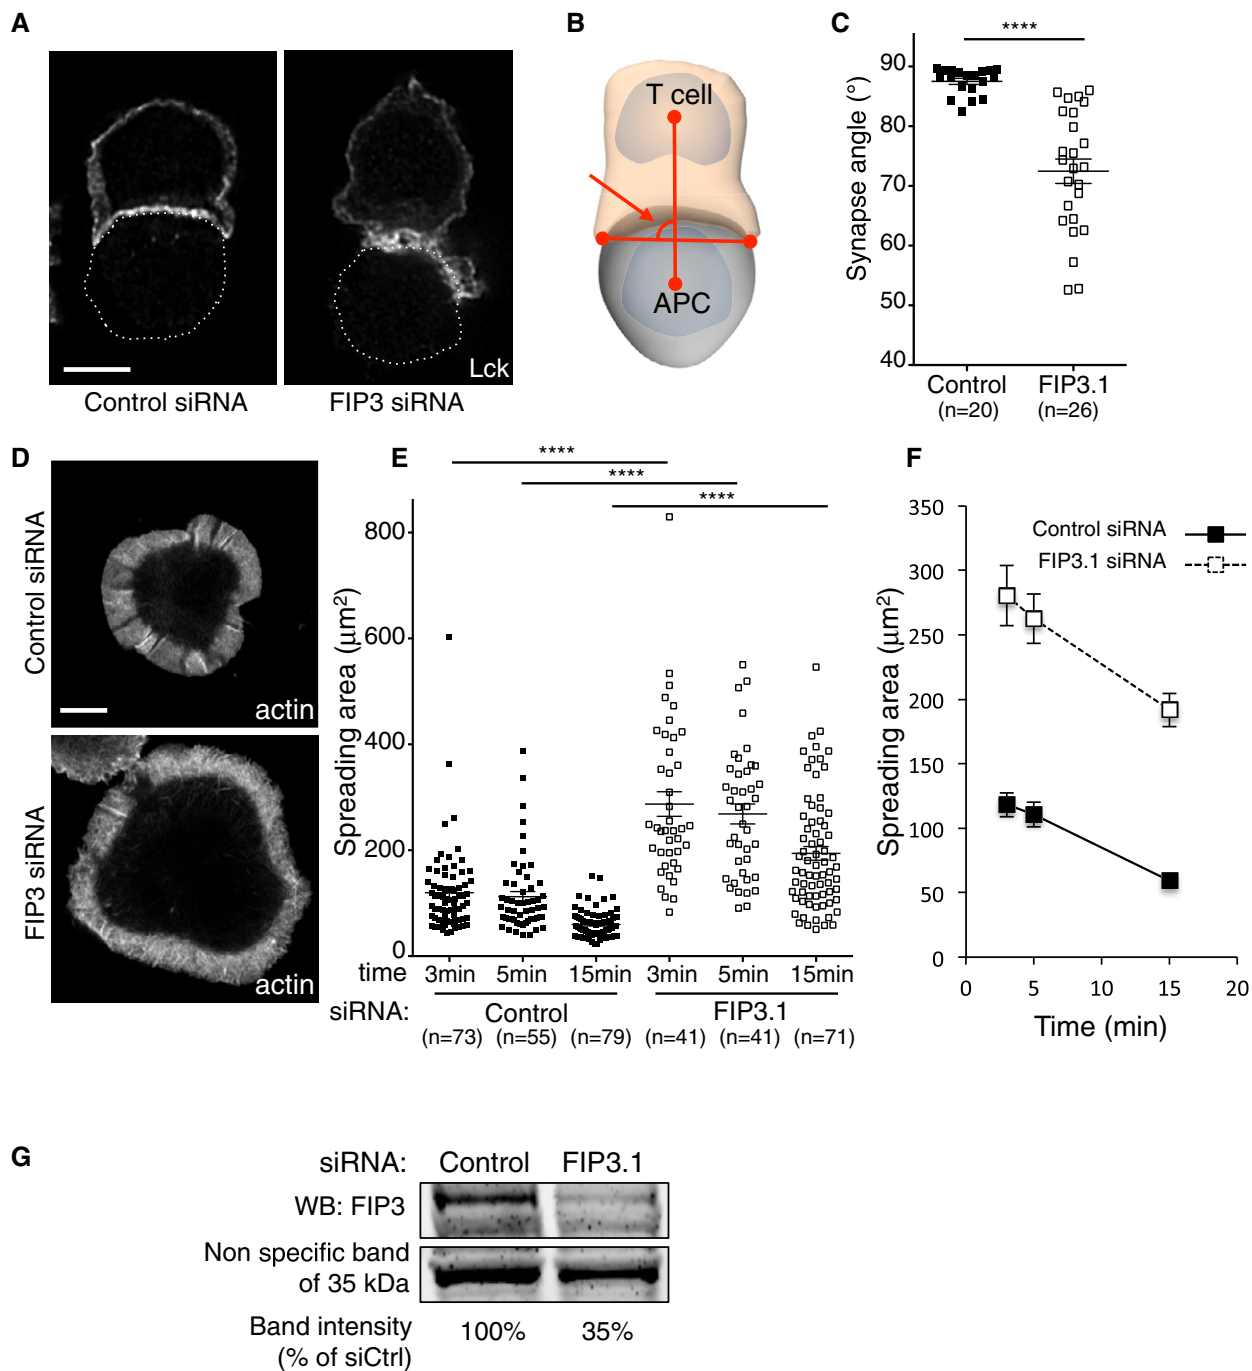 A
Control siRNA
FIP3 siRNA
Lck
B
T cell
APC
C
****
Synapse angle (°)
90
80
70
60
50
40
Control
(n=20)
FIP3.1
(n=26)
D
Control siRNA
actin
FIP3 siRNA
actin
E
****
****
****
Spreading area (µm²)
800
600
400
200
0
time 3min 5min 15min 3min 5min 15min
siRNA: Control FIP3.1
(n=73) (n=55) (n=79) (n=41) (n=41) (n=71)
F
Control siRNA
FIP3.1 siRNA
Spreading area (µm²)
350
300
250
200
150
100
50
0
0 5 10 15 20
Time (min)
G
siRNA: Control FIP3.1
WB: FIP3
Non specific band
of 35 kDa
Band intensity
(% of siCtrl)
100% 35%